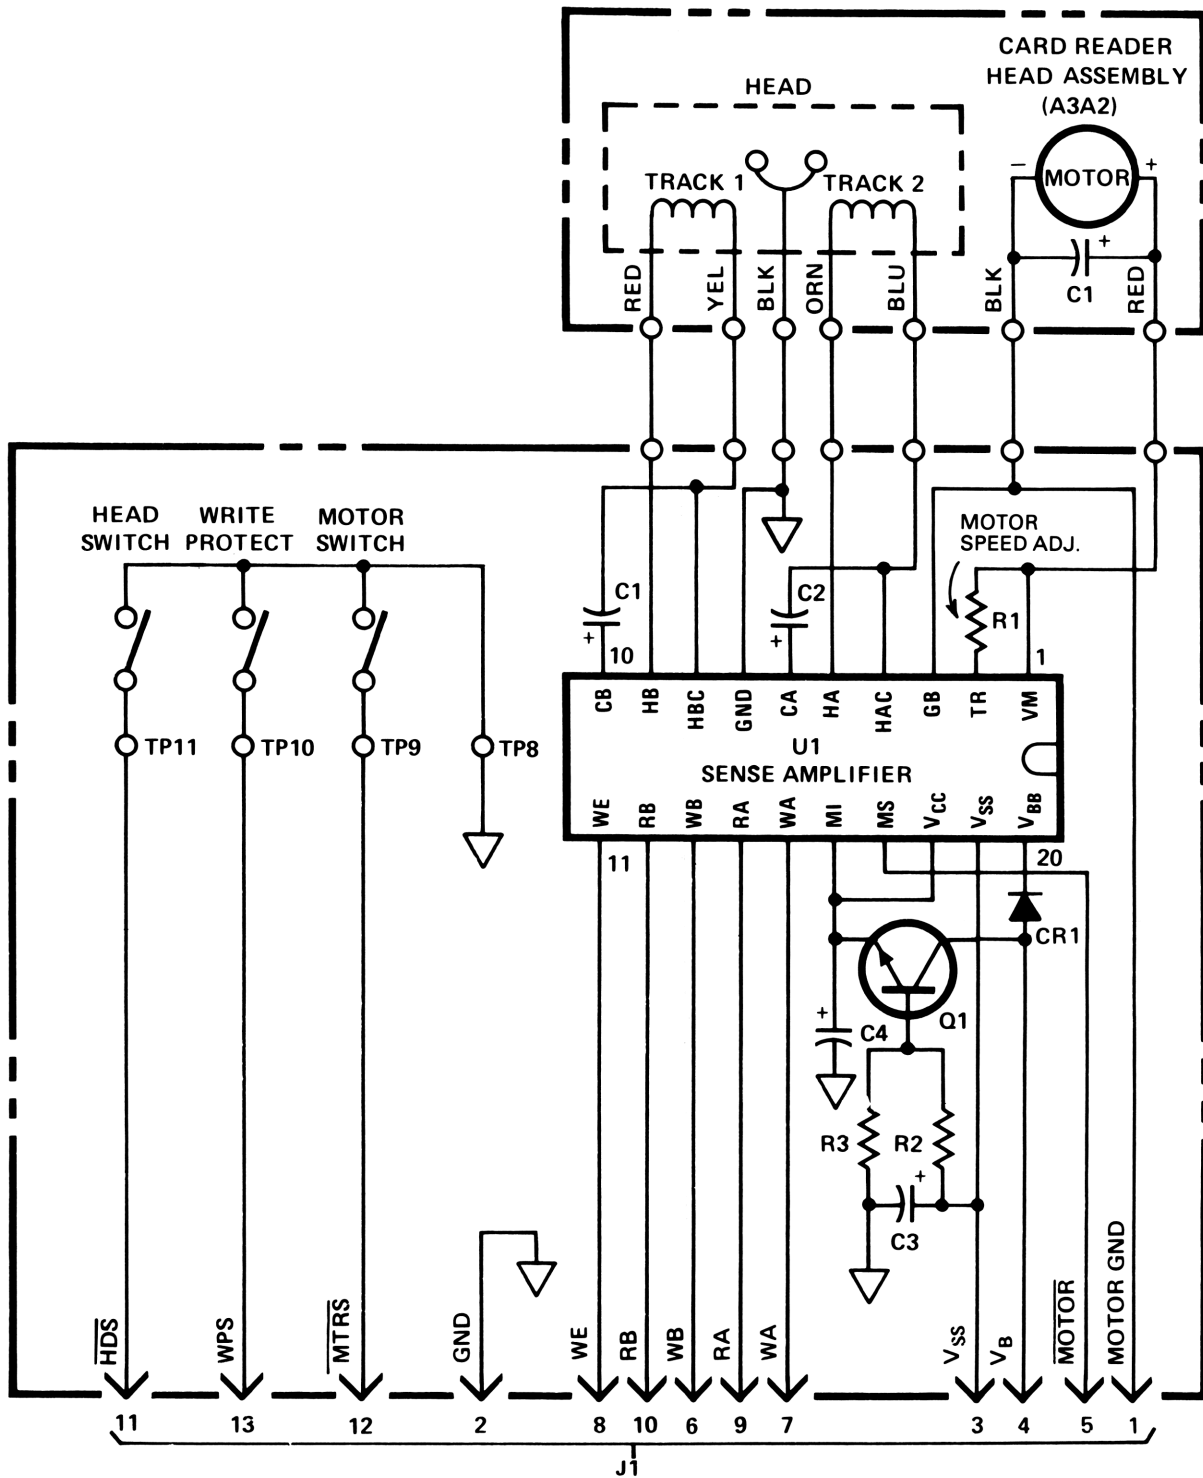 CARD READER
HEAD ASSEMBLY
(A3A2)
HEAD
TRACK 1
TRACK 2
−
MOTOR
+
+
C1
RED
YEL
BLK
ORN
BLU
BLK
RED
HEAD
SWITCH
WRITE
PROTECT
MOTOR
SWITCH
MOTOR
SPEED ADJ.
C1
+
10
C2
+
R1
1
CB
HB
HBC
GND
CA
HA
HAC
GB
TR
VM
TP11
TP10
TP9
TP8
U1
SENSE AMPLIFIER
WE
RB
WB
RA
WA
MI
MS
VCC
VSS
VBB
11
20
CR1
Q1
+
C4
R3
R2
+
C3
HDS
WPS
MTRS
GND
WE
RB
WB
RA
WA
VSS
VB
MOTOR
MOTOR GND
11
13
12
2
8
10
6
9
7
3
4
5
1
J1